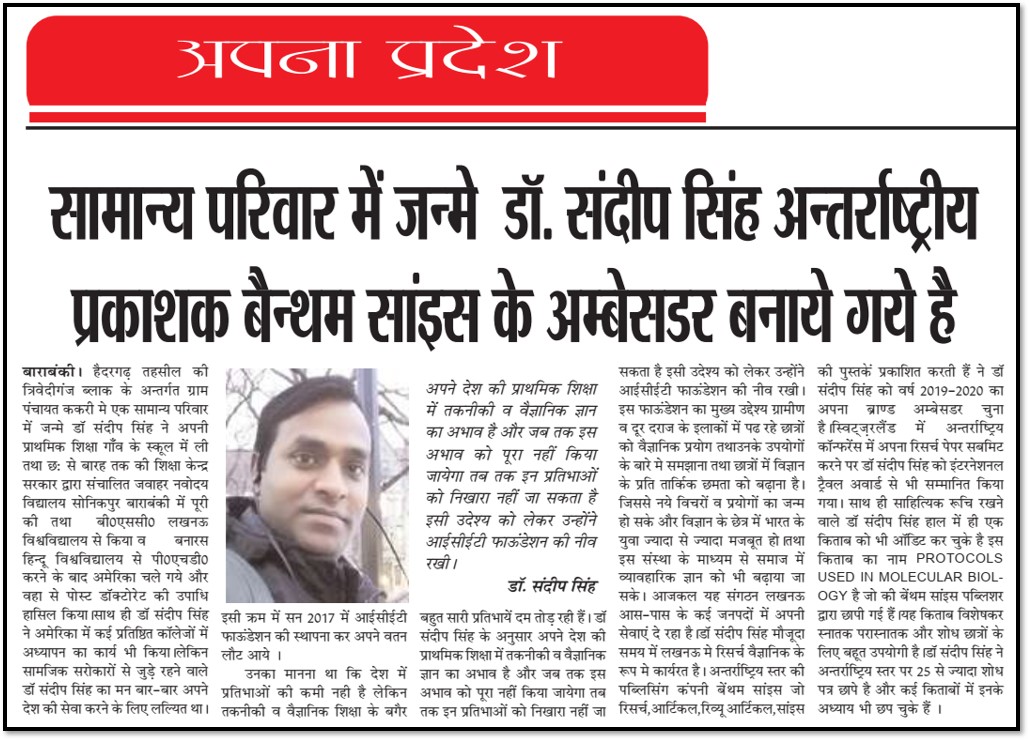 अपना प्रदेश
सामान्य परिवार में जन्मे डॉ. संदीप सिंह अन्तर्राष्ट्रीय
प्रकाशक बैन्थम सांइस के अम्बेसडर बनाये गये है
बाराबंकी। हैदरगढ़ तहसील की
त्रिवेदीगंज ब्लाक के अन्तर्गत ग्राम
पंचायत ककरी मे एक सामान्य परिवार
में जन्मे डॉ संदीप सिंह ने अपनी
प्राथमिक शिक्षा गाँव के स्कूल में ली
तथा छः से बारह तक की शिक्षा केन्द्र
सरकार द्वारा संचालित जवाहर नवोदय
विद्यालय सोनिकपुर बाराबंकी में पूरी
की तथा बी०एससी० लखनऊ
विश्वविद्यालय से किया व बनारस
हिन्दू विश्वविद्यालय से पी०एचडी०
करने के बाद अमेरिका चले गये और
वहा से पोस्ट डॉक्टोरेट की उपाधि
हासिल किया।साथ ही डॉ संदीप सिंह
ने अमेरिका में कई प्रतिष्ठित कॉलेजों में
अध्यापन का कार्य भी किया।लेकिन
सामजिक सरोकारों से जुड़े रहने वाले
डॉ संदीप सिंह का मन बार-बार अपने
देश की सेवा करने के लिए लल्यित था।
इसी क्रम में सन 2017 में आईसीईटी
फाऊंडेशन की स्थापना कर अपने वतन
लौट आये ।
उनका मानना था कि देश में
प्रतिभाओं की कमी नही है लेकिन
तकनीकी व वैज्ञानिक शिक्षा के बगैर
अपने देश की प्राथमिक शिक्षा
में तकनीकी व वैज्ञानिक ज्ञान
का अभाव है और जब तक इस
अभाव को पूरा नहीं किया
जायेगा तब तक इन प्रतिभाओं
को निखारा नहीं जा सकता है
इसी उदेश्य को लेकर उन्होंने
आईसीईटी फाऊंडेशन की नीव
रखी।
डॉ. संदीप सिंह
बहुत सारी प्रतिभायें दम तोड़ रही हैं। डॉ
संदीप सिंह के अनुसार अपने देश की
प्राथमिक शिक्षा में तकनीकी व वैज्ञानिक
ज्ञान का अभाव है और जब तक इस
अभाव को पूरा नहीं किया जायेगा तब
तक इन प्रतिभाओं को निखारा नहीं जा
सकता है इसी उदेश्य को लेकर उन्होंने
आईसीईटी फाऊंडेशन की नीव रखी।
इस फाऊंडेशन का मुख्य उद्देश्य ग्रामीण
व दूर दराज के इलाकों में पढ रहे छात्रों
को वैज्ञानिक प्रयोग तथाउनके उपयोगों
के बारे मे समझाना तथा छात्रों में विज्ञान
के प्रति तार्किक छमता को बढ़ाना है।
जिससे नये विचरों व प्रयोगों का जन्म
हो सके और विज्ञान के छेत्र में भारत के
युवा ज्यादा से ज्यादा मजबूत हो।तथा
इस संस्था के माध्यम से समाज में
व्यावहारिक ज्ञान को भी बढ़ाया जा
सके। आजकल यह संगठन लखनऊ
आस-पास के कई जनपदों में अपनी
सेवाएं दे रहा है।डॉ संदीप सिंह मौजूदा
समय में लखनऊ मे रिसर्च वैज्ञानिक के
रूप मे कार्यरत है। अन्तर्राष्ट्रिय स्तर की
पब्लिसिंग कंपनी बेंथम सांइस जो
रिसर्च,आर्टिकल,रिव्यू आर्टिकल,सांइस
की पुस्तकें प्रकाशित करती हैं ने डॉ
संदीप सिंह को वर्ष 2019-2020 का
अपना ब्राण्ड अम्बेसडर चुना
है।स्विट्ज़रलैंड में अन्तर्राष्ट्रिय
कॉन्फरेंस में अपना रिसर्च पेपर सबमिट
करने पर डॉ संदीप सिंह को इंटरनेशनल
ट्रैवल अवार्ड से भी सम्मानित किया
गया। साथ ही साहित्यिक रूचि रखने
वाले डॉ संदीप सिंह हाल में ही एक
किताब को भी ऑडिट कर चुके है इस
किताब का नाम PROTOCOLS
USED IN MOLECULAR BIOL-
OGY है जो की बेंथम सांइस पब्लिशर
द्वारा छापी गई हैं।यह किताब विशेषकर
स्नातक परास्नातक और शोध छात्रों के
लिए बहुत उपयोगी है।डॉ संदीप सिंह ने
अन्तर्राष्ट्रिय स्तर पर 25 से ज्यादा शोध
पत्र छापे है और कई किताबों में इनके
अध्याय भी छप चुके हैं ।